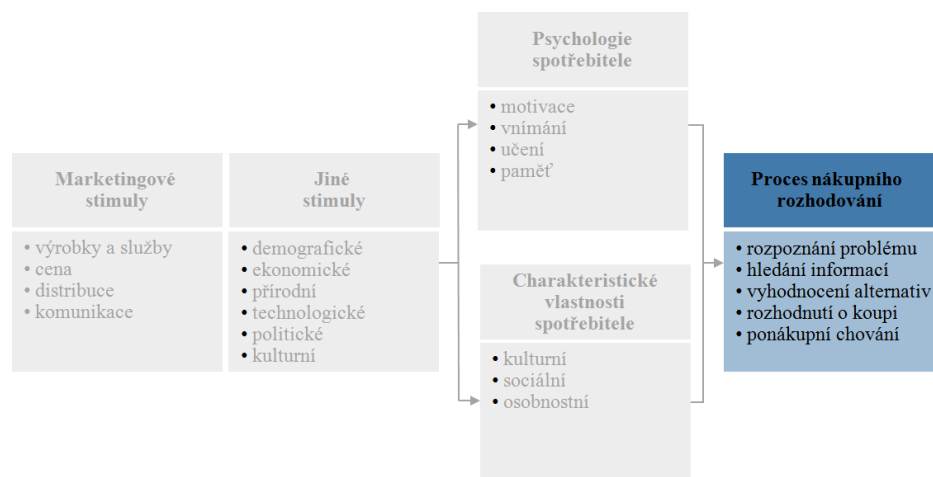 Marketingové
stimuly
• výrobky a služby
• cena
• distribuce
• komunikace
Jiné
stimuly
• demografické
• ekonomické
• přírodní
• technologické
• politické
• kulturní
Psychologie
spotřebitele
• motivace
• vnímání
• učení
• paměť
Charakteristické
vlastnosti
spotřebitele
• kulturní
• sociální
• osobnostní
Proces nákupního
rozhodování
• rozpoznání problému
• hledání informací
• vyhodnocení alternativ
• rozhodnutí o koupi
• ponákupní chování